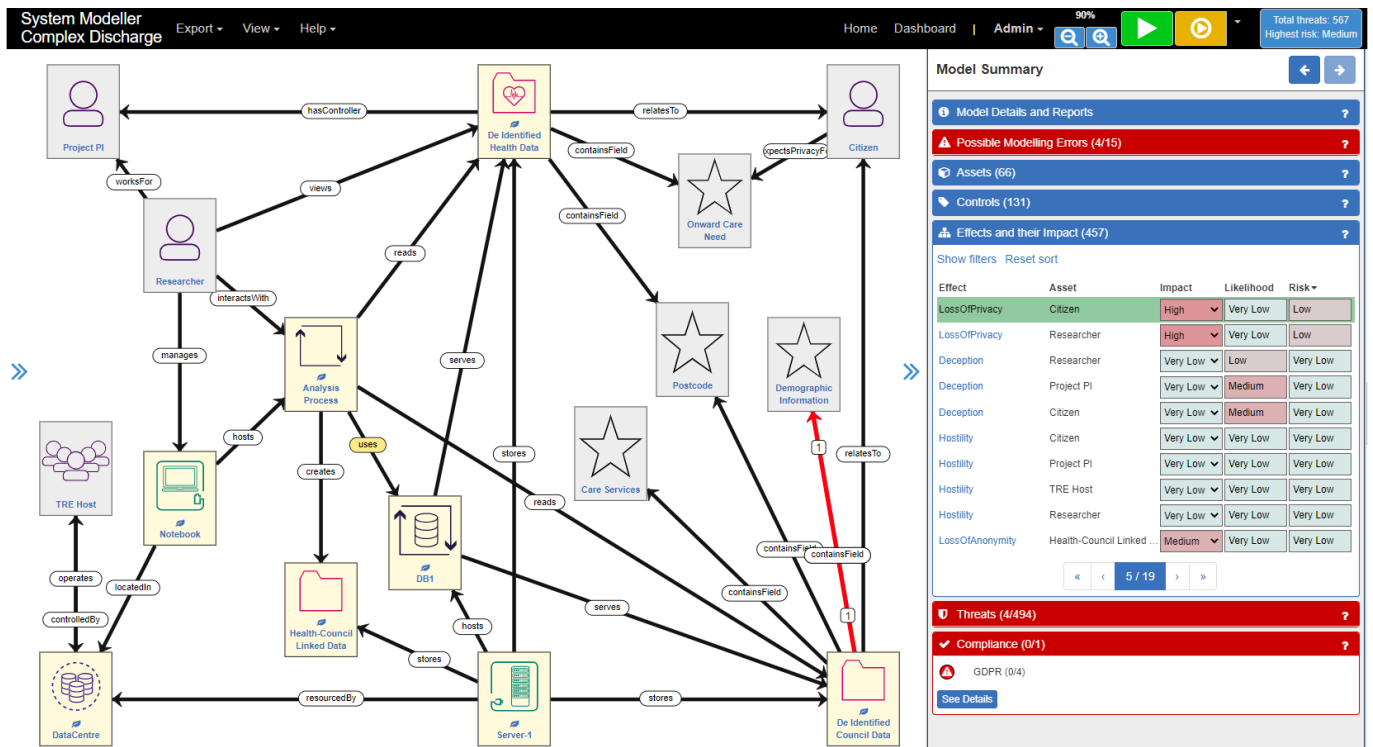 System Modeller
Complex Discharge
Export
View
Help
Home
Dashboard
|
Admin
90%
Total threats: 567
Highest risk: Medium
Project PI
hasController
De Identified
Health Data
relatesTo
Citizen
containsField
xpectsPrivacyF
worksFor
views
Onward Care
Need
containsField
Researcher
reads
interactsWith
manages
Analysis
Process
serves
Postcode
Demographic
Information
hosts
uses
stores
1
relatesTo
TRE Host
Notebook
creates
Care Services
reads
DB1
containsField
containsField
operates
locatedIn
containsField
controlledBy
Health-Council
Linked Data
hosts
serves
1
stores
DataCentre
resourcedBy
Server-1
stores
De Identified
Council Data
Model Summary
Model Details and Reports ?
Possible Modelling Errors (4/15) ?
Assets (66) ?
Controls (131) ?
Effects and their Impact (457) ?
Show filters Reset sort
Effect Asset Impact Likelihood Risk
LossOfPrivacy Citizen High Very Low Low
LossOfPrivacy Researcher High Very Low Low
Deception Researcher Very Low Low Very Low
Deception Project PI Very Low Medium Very Low
Deception Citizen Very Low Medium Very Low
Hostility Citizen Very Low Very Low Very Low
Hostility Project PI Very Low Very Low Very Low
Hostility TRE Host Very Low Very Low Very Low
Hostility Researcher Very Low Very Low Very Low
LossOfAnonymity Health-Council Linked ... Medium Very Low Very Low
« ‹ 5 / 19 › »
Threats (4/494) ?
Compliance (0/1) ?
GDPR (0/4)
See Details